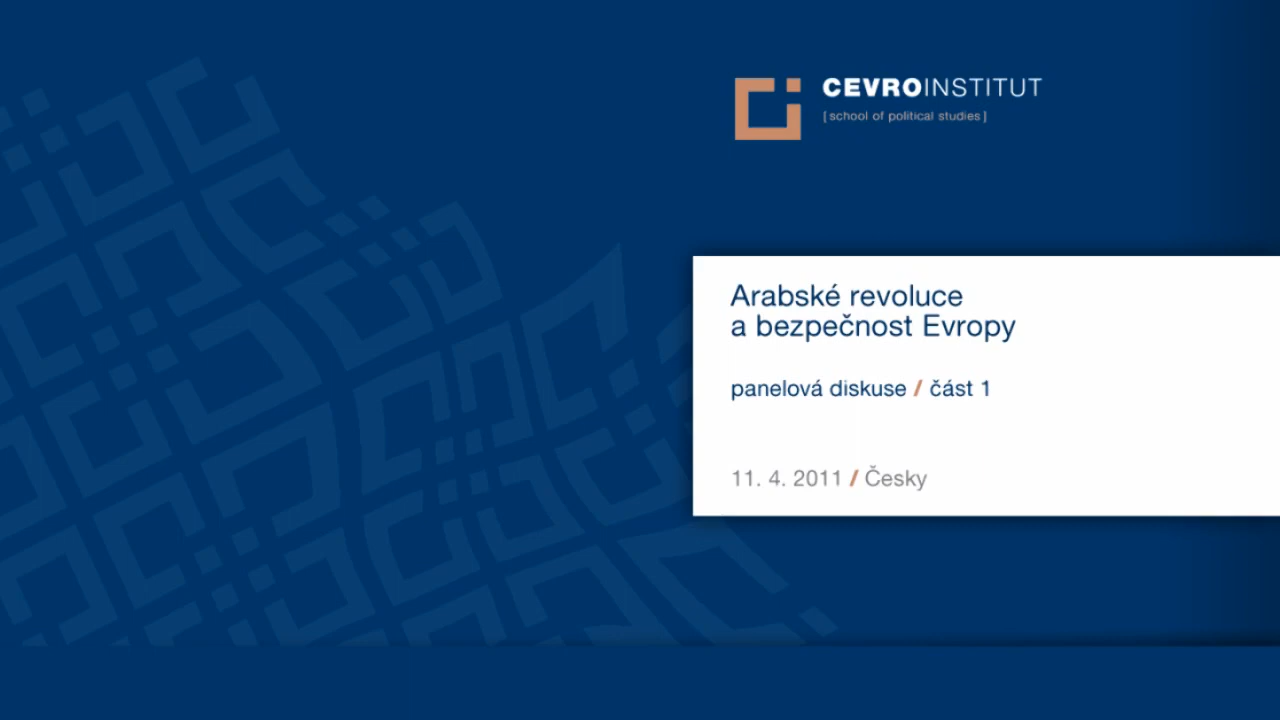 CEVROINSTITUT
[school of political studies]
Arabské revoluce
a bezpečnost Evropy
panelová diskuse / část 1
11. 4. 2011 / Česky